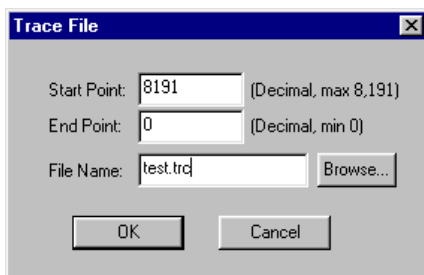 Trace File
Start Point: 8191 (Decimal, max 8,191)
End Point: 0 (Decimal, min 0)
File Name: test.trc Browse...
OK Cancel